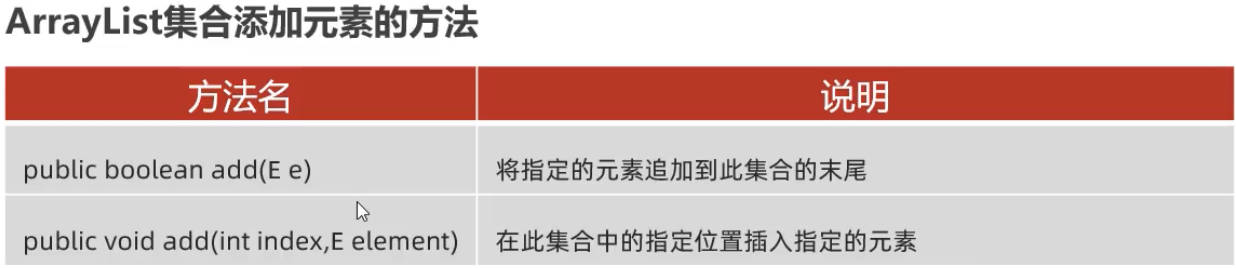 ArrayList集合添加元素的方法
方法名 说明
public boolean add(E e) 将指定的元素追加到此集合的末尾
public void add(int index,E element) 在此集合中的指定位置插入指定的元素